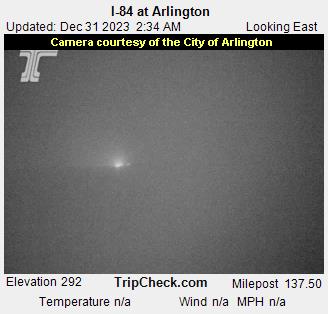 I-84 at Arlington
Updated: Dec 31 2023 2:34 AM Looking East
Camera courtesy of the City of Arlington
Elevation 292 TripCheck.com Milepost 137.50
Temperature n/a Wind n/a MPH n/a